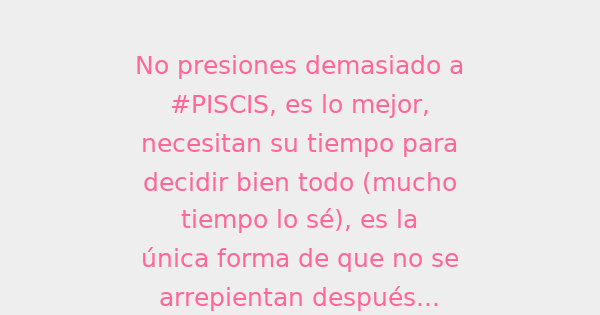 No presiones demasiado a
#PISCIS, es lo mejor,
necesitan su tiempo para
decidir bien todo (mucho
tiempo lo sé), es la
única forma de que no se
arrepientan después...